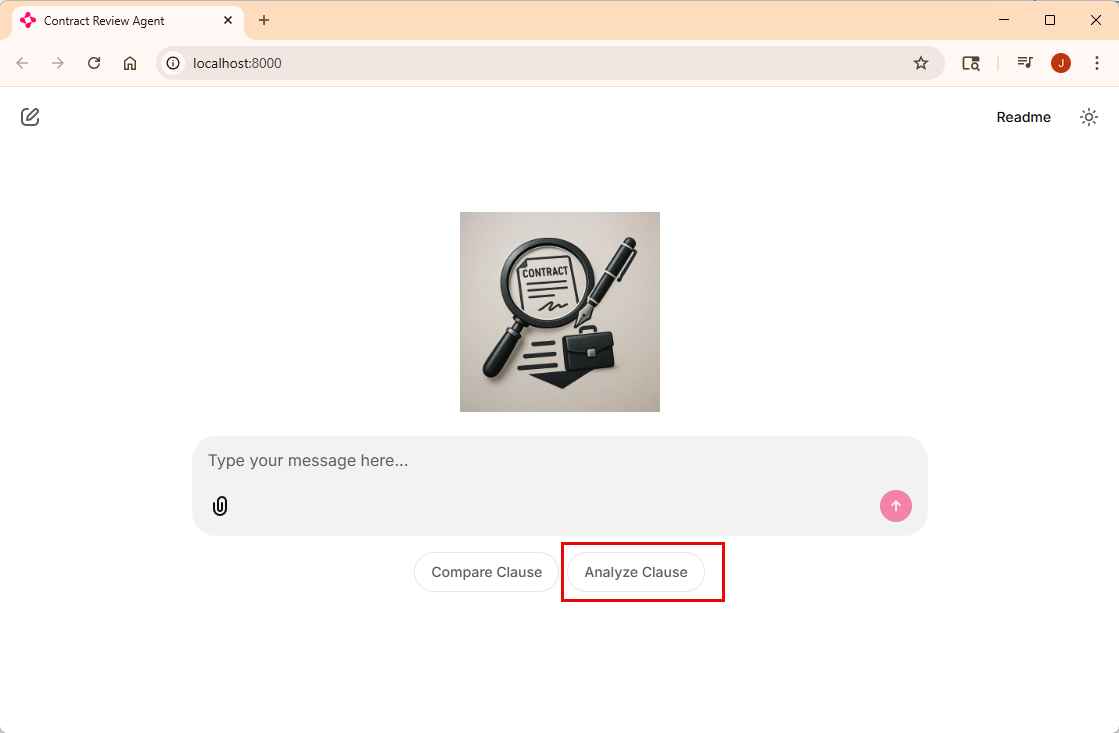 Contract Review Agent
localhost:8000
J
Readme
CONTRACT
Type your message here...
Compare Clause
Analyze Clause